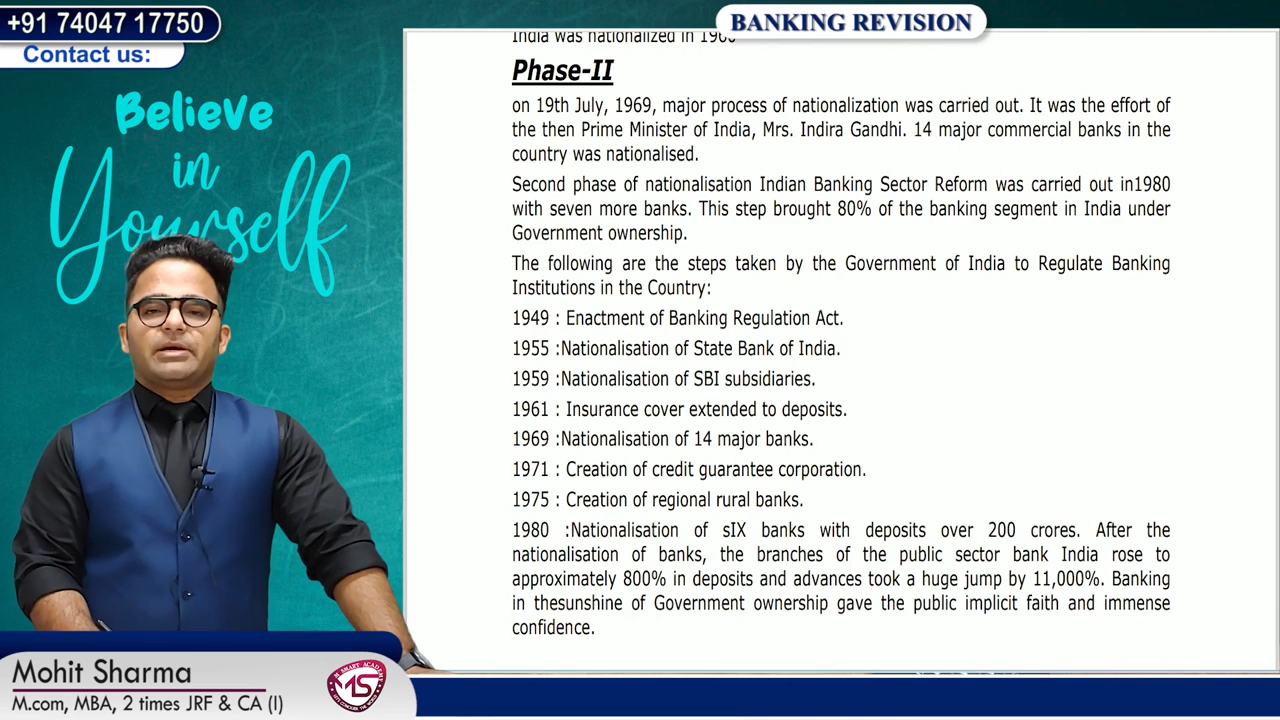 +91 74047 17750
Contact us:
BANKING REVISION
Believe
in
Yourself
India was nationalized in 1960
Phase-II
on 19th July, 1969, major process of nationalization was carried out. It was the effort of
the then Prime Minister of India, Mrs. Indira Gandhi. 14 major commercial banks in the
country was nationalised.
Second phase of nationalisation Indian Banking Sector Reform was carried out in1980
with seven more banks. This step brought 80% of the banking segment in India under
Government ownership.
The following are the steps taken by the Government of India to Regulate Banking
Institutions in the Country:
1949 : Enactment of Banking Regulation Act.
1955 :Nationalisation of State Bank of India.
1959 :Nationalisation of SBI subsidiaries.
1961 : Insurance cover extended to deposits.
1969 :Nationalisation of 14 major banks.
1971 : Creation of credit guarantee corporation.
1975 : Creation of regional rural banks.
1980 :Nationalisation of sIX banks with deposits over 200 crores. After the
nationalisation of banks, the branches of the public sector bank India rose to
approximately 800% in deposits and advances took a huge jump by 11,000%. Banking
in thesunshine of Government ownership gave the public implicit faith and immense
confidence.
Mohit Sharma
M.com, MBA, 2 times JRF & CA (I)
MS